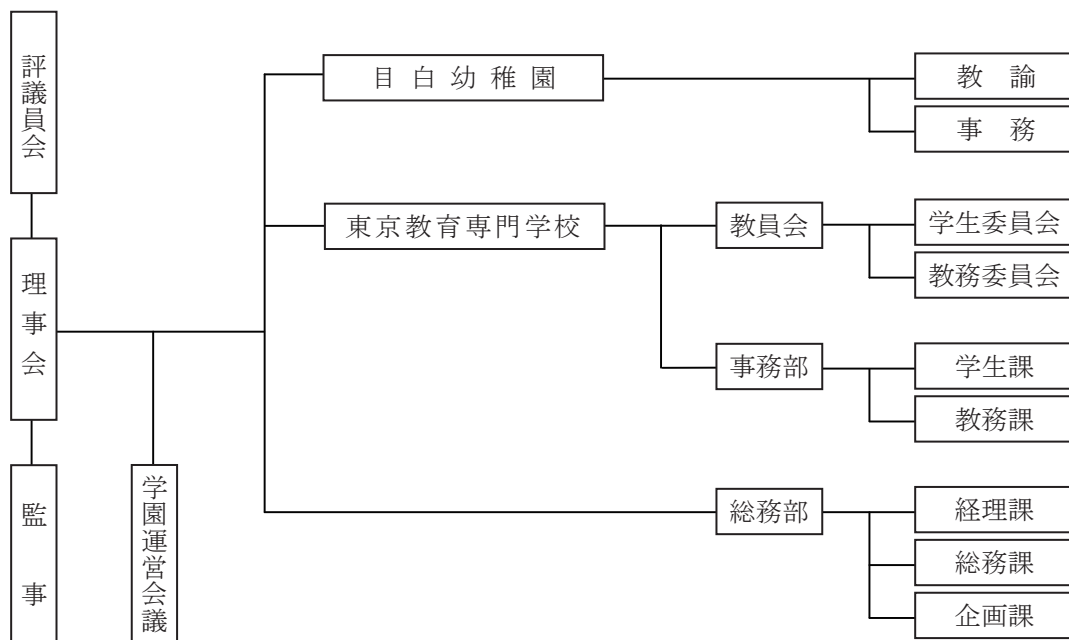 評議員会
理事会
監事
学園運営会議
目白幼稚園
教諭
事務
東京教育専門学校
教員会
学生委員会
教務委員会
事務部
学生課
教務課
総務部
経理課
総務課
企画課